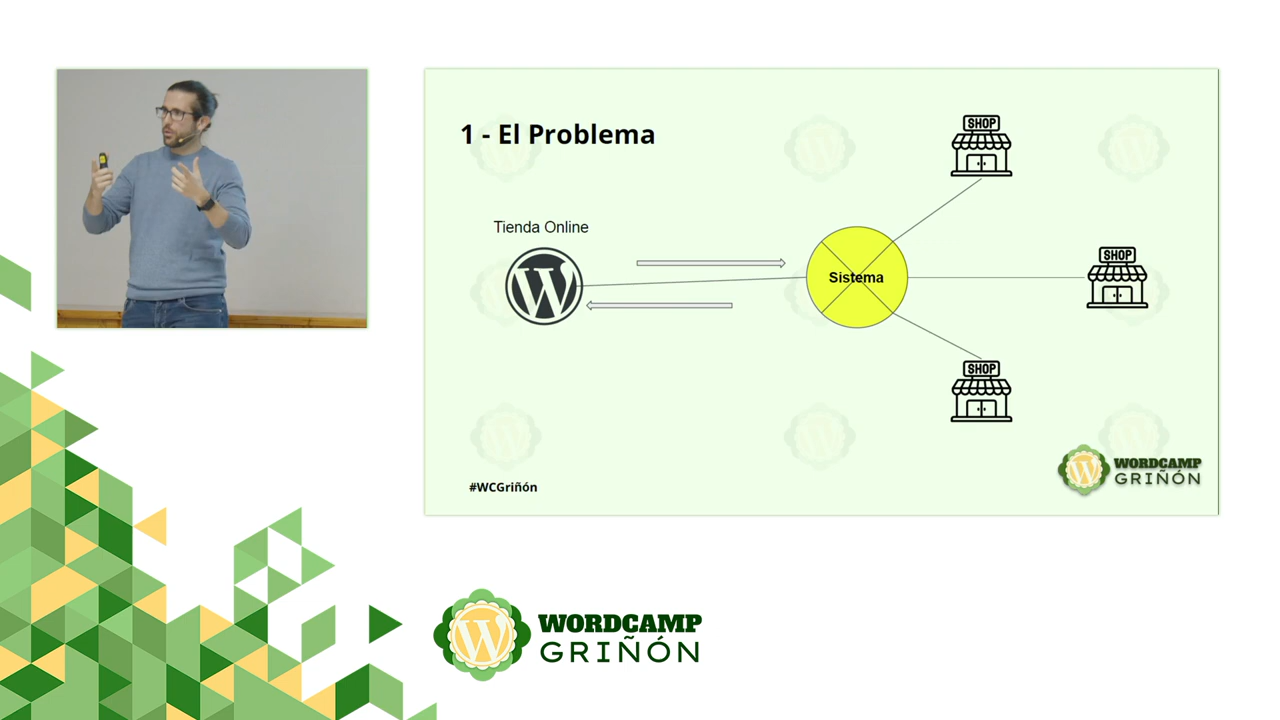 1 - El Problema
SHOP
Tienda Online
Sistema
SHOP
SHOP
WORDCAMP
GRIÑÓN
#WCGriñón
WORDCAMP
GRIÑÓN